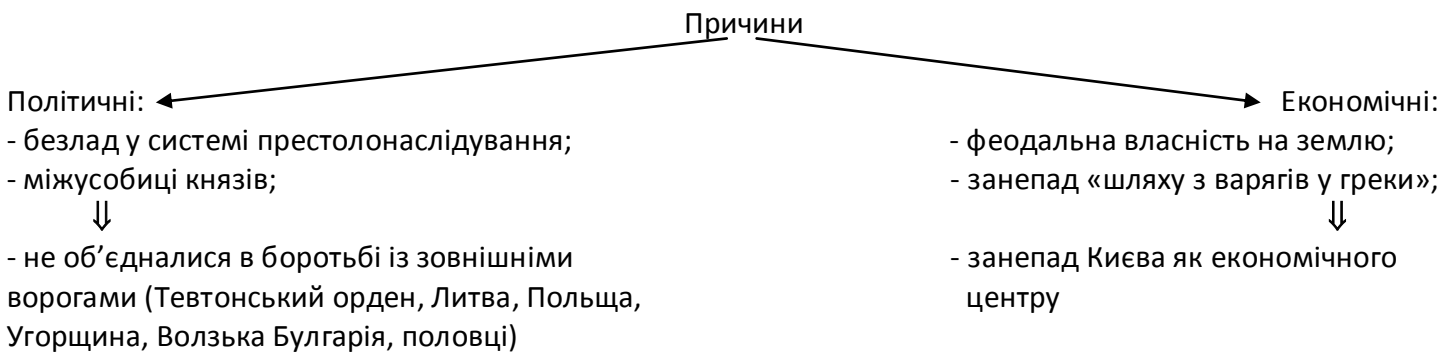 Причини
Політичні:
- безлад у системі престолонаслідування;
- міжусобиці князів;
⇓
- не об’єдналися в боротьбі із зовнішніми
ворогами (Тевтонський орден, Литва, Польща,
Угорщина, Волзька Булгарія, половці)
Економічні:
- феодальна власність на землю;
- занепад «шляху з варягів у греки»;
⇓
- занепад Києва як економічного
центру